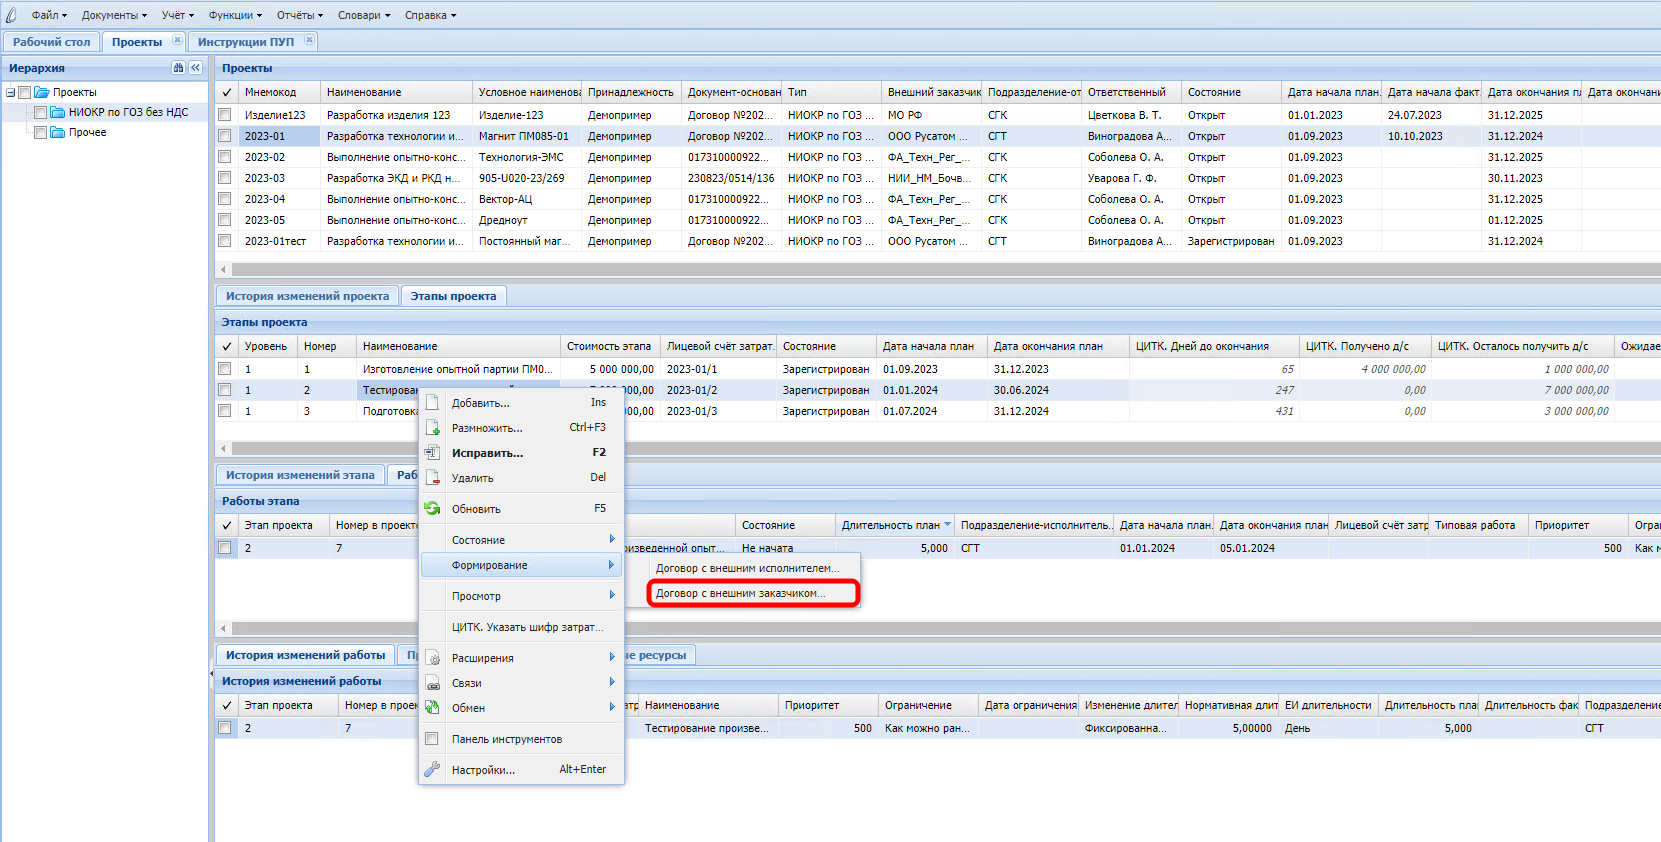 Файл Документы Учёт Функции Отчёты Словари Справка
Рабочий стол Проекты Инструкции ПУП
Иерархия
Проекты
НИОКР по ГОЗ без НДС
Прочее
Проекты
Мнемокод Наименование Условное наименова Принадлежность Документ-основан Тип Внешний заказчик Подразделение-от Ответственный Состояние Дата начала план. Дата начала факт. Дата окончания пл Дата окончани
Изделие123 Разработка изделия 123 Изделие-123 Демопример Договор №202... НИОКР по ГОЗ ... МО РФ СГК Цветкова В. Т. Открыт 01.01.2023 24.07.2023 31.12.2025
2023-01 Разработка технологии и... Магнит ПМ085-01 Демопример Договор №202... НИОКР по ГОЗ ... ООО Русатом ... СГТ Виноградова А... Открыт 01.09.2023 10.10.2023 31.12.2024
2023-02 Выполнение опытно-конс... Технология-ЭМС Демопример 017310000922... НИОКР по ГОЗ ... ФА_Техн_Рег_... СГК Соболева О. А. Открыт 01.09.2023 31.12.2025
2023-03 Разработка ЭКД и РКД н... 905-U020-23/269 Демопример 230823/0514/136 НИОКР по ГОЗ ... НИИ_НМ_Бочв... СГК Уварова Г. Ф. Открыт 01.09.2023 30.11.2023
2023-04 Выполнение опытно-конс... Вектор-АЦ Демопример 017310000922... НИОКР по ГОЗ ... ФА_Техн_Рег_... СГК Соболева О. А. Открыт 01.09.2023 31.12.2025
2023-05 Выполнение опытно-конс... Дредноут Демопример 017310000922... НИОКР по ГОЗ ... ФА_Техн_Рег_... СГК Соболева О. А. Открыт 01.09.2023 01.12.2025
2023-01тест Разработка технологии и... Постоянный маг... Демопример Договор №202... НИОКР по ГОЗ ... ООО Русатом ... СГТ Виноградова А... Зарегистрирован 01.09.2023 31.12.2024
История изменений проекта Этапы проекта
Этапы проекта
Уровень Номер Наименование Стоимость этапа Лицевой счёт затрат. Состояние Дата начала план Дата окончания план ЦИТК. Дней до окончания ЦИТК. Получено д/с ЦИТК. Осталось получить д/с Ожидае
1 1 Изготовление опытной партии ПМ0... 5 000 000,00 2023-01/1 Зарегистрирован 01.09.2023 31.12.2023 65 4 000 000,00 1 000 000,00
1 2 Тестирован 2023-01/2 Зарегистрирован 01.01.2024 30.06.2024 247 0,00 7 000 000,00
1 3 Подготовка 000,00 2023-01/3 Зарегистрирован 01.07.2024 31.12.2024 431 0,00 3 000 000,00
Добавить... Ins
Размножить... Ctrl+F3
Исправить... F2
Удалить Del
Обновить F5
Состояние
Формирование
Просмотр
ЦИТК. Указать шифр затрат...
Расширения
Связи
Обмен
Панель инструментов
Настройки... Alt+Enter
Договор с внешним исполнителем...
Договор с внешним заказчиком...
История изменений этапа Раб
Работы этапа
Этап проекта Номер в проекте Состояние Длительность план Подразделение-исполнитель. Дата начала план. Дата окончания план Лицевой счёт затр Типовая работа Приоритет Огра
2 7 изведенной опыт... Не начата 5,000 СГТ 01.01.2024 05.01.2024 500 Как м
История изменений работы Пр ые ресурсы
История изменений работы
Этап проекта Номер в проек тр Наименование Приоритет Ограничение Дата ограничения Изменение длител Нормативная длит ЕИ длительности Длительность план Длительность фак Подразделение
2 7 Тестирование произве... 500 Как можно ран... Фиксированна... 5,00000 День 5,000 СГТ